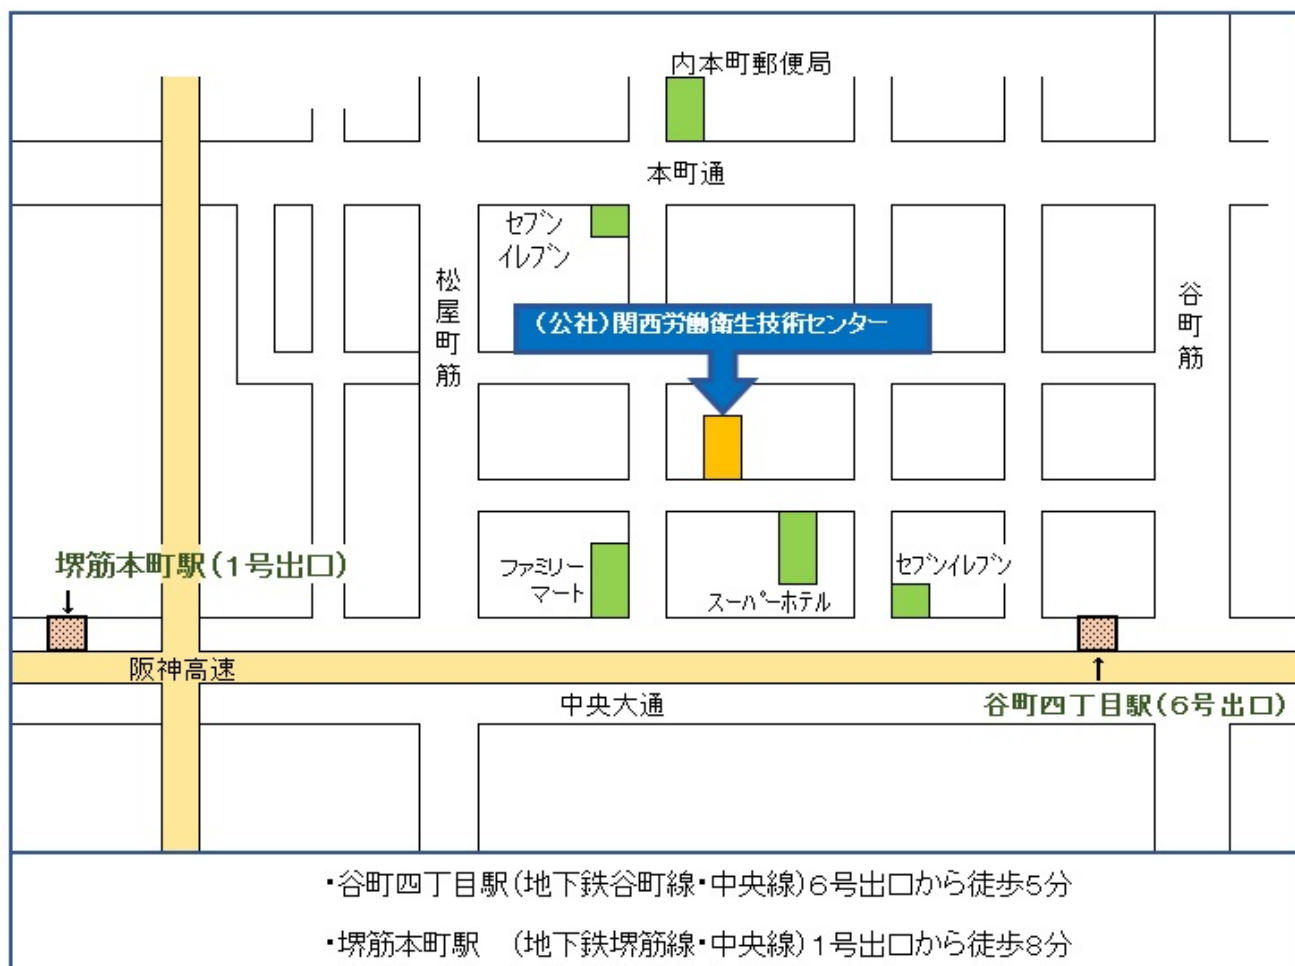 内本町郵便局
本町通
セブン
イレブン
松屋町筋
谷町筋
(公社)関西労働衛生技術センター
堺筋本町駅(1号出口)
↓
ファミリー
マート
スーパーホテル
セブンイレブン
阪神高速
↑
中央大通
谷町四丁目駅(6号出口)
・谷町四丁目駅(地下鉄谷町線・中央線)6号出口から徒歩5分
・堺筋本町駅 (地下鉄堺筋線・中央線)1号出口から徒歩8分